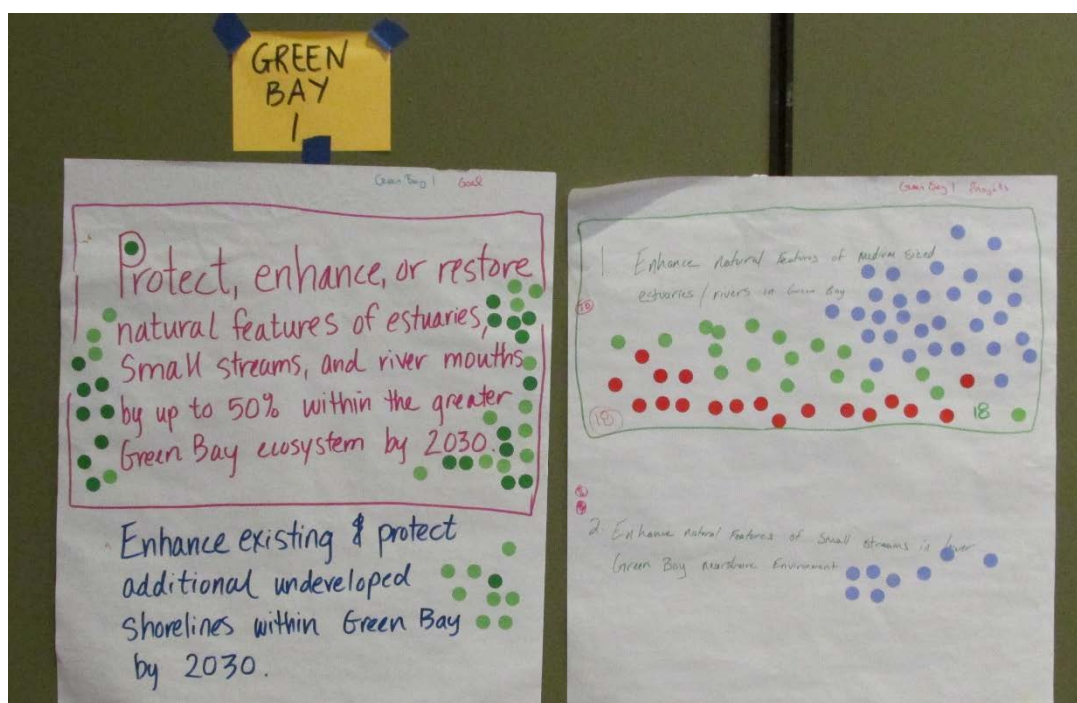 GREEN
BAY
1
Green Bay 1 Goal
Protect, enhance, or restore
natural features of estuaries,
Small streams, and river mouths
by up to 50% within the greater
Green Bay ecosystem by 2030.
Enhance existing & protect
additional undeveloped
Shorelines within Green Bay
by 2030.
Green Bay 1
1 Enhance natural features of medium sized
estuaries/rivers in Green Bay
18
18
2. Enhance natural features of small streams in lower
Green Bay nearshore Environment